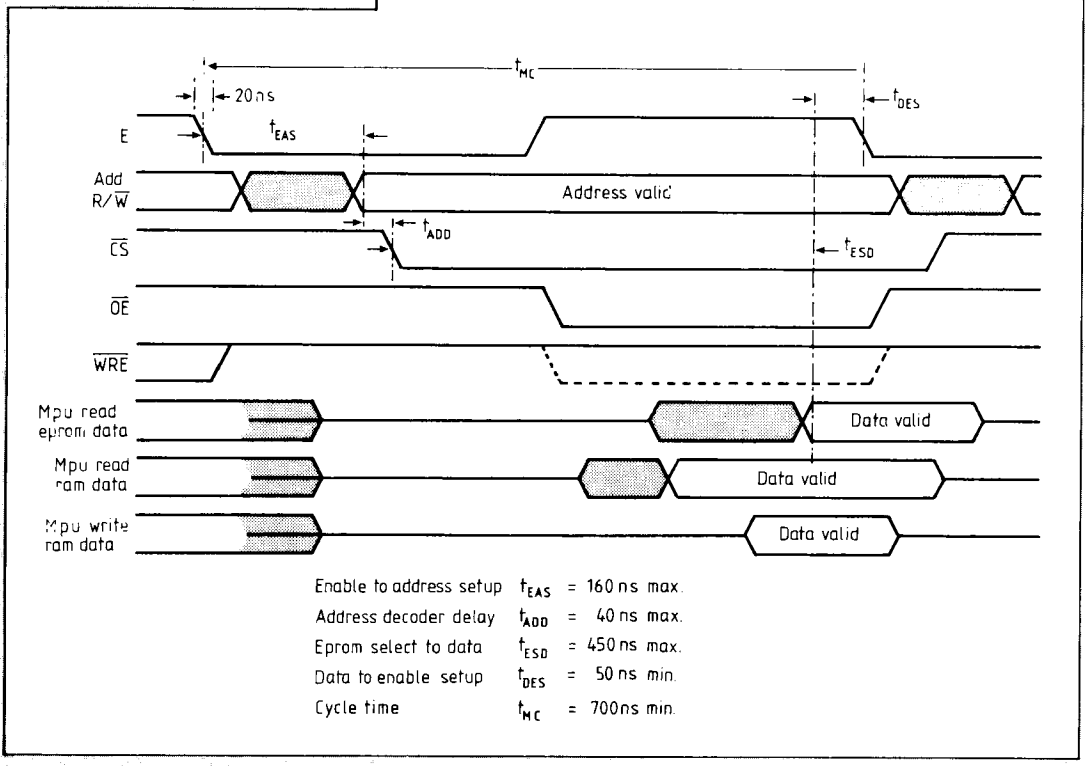 t_MC
20ns
t_DES
E
t_EAS
Add
R/W̅
Address valid
t_ADD
C̅S̅
t_ESD
O̅E̅
W̅R̅E̅
Mpu read
eprom data
Data valid
Mpu read
ram data
Data valid
Mpu write
ram data
Data valid
Enable to address setup t_EAS = 160 ns max.
Address decoder delay t_ADD = 40 ns max.
Eprom select to data t_ESD = 450 ns max.
Data to enable setup t_DES = 50 ns min.
Cycle time t_MC = 700ns min.